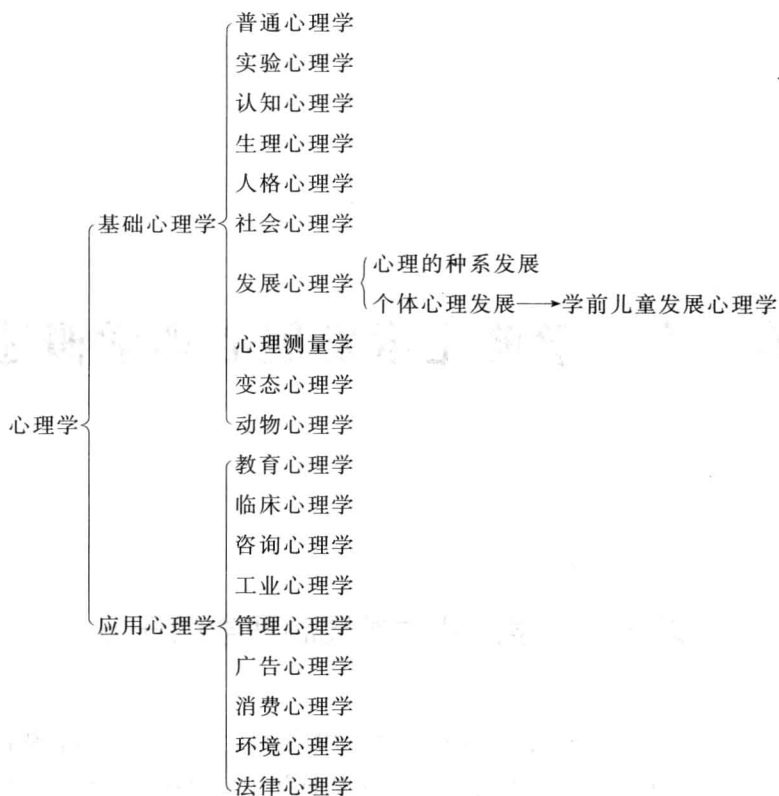 普通心理学
实验心理学
认知心理学
生理心理学
人格心理学
基础心理学 社会心理学
心理的种系发展
发展心理学
个体心理发展→学前儿童发展心理学
心理测量学
变态心理学
心理学 动物心理学
教育心理学
临床心理学
咨询心理学
工业心理学
应用心理学 管理心理学
广告心理学
消费心理学
环境心理学
法律心理学